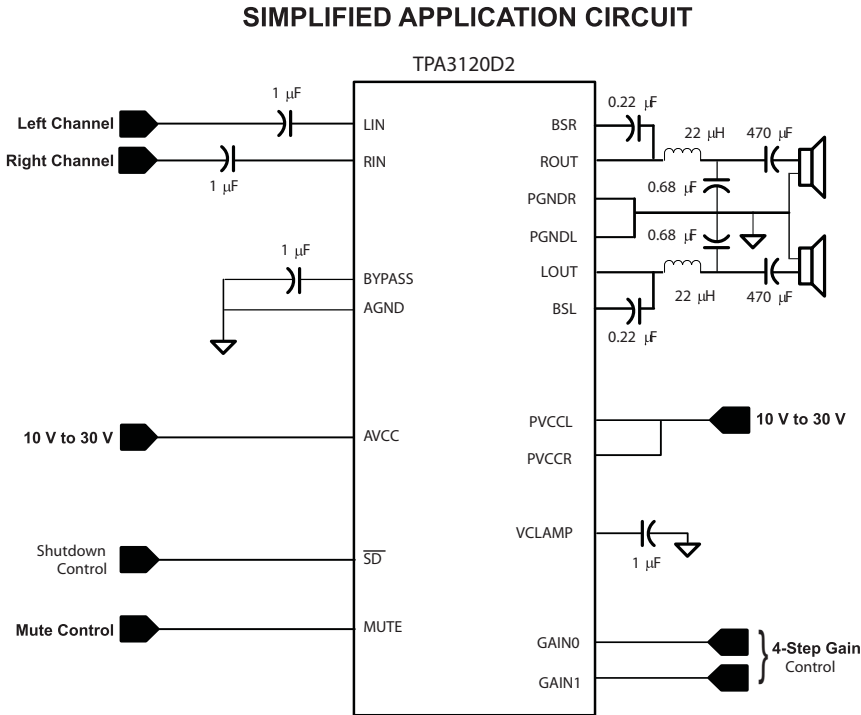 SIMPLIFIED APPLICATION CIRCUIT
TPA3120D2
1 μF
Left Channel
LIN
Right Channel
RIN
1 μF
1 μF
BYPASS
AGND
10 V to 30 V
AVCC
Shutdown
Control
SD
Mute Control
MUTE
0.22 μF
BSR
22 μH
470 μF
ROUT
0.68 μF
PGNDR
PGNDL
0.68 μF
LOUT
22 μH
470 μF
BSL
0.22 μF
PVCCL
10 V to 30 V
PVCCR
VCLAMP
1 μF
GAIN0
4-Step Gain
Control
GAIN1